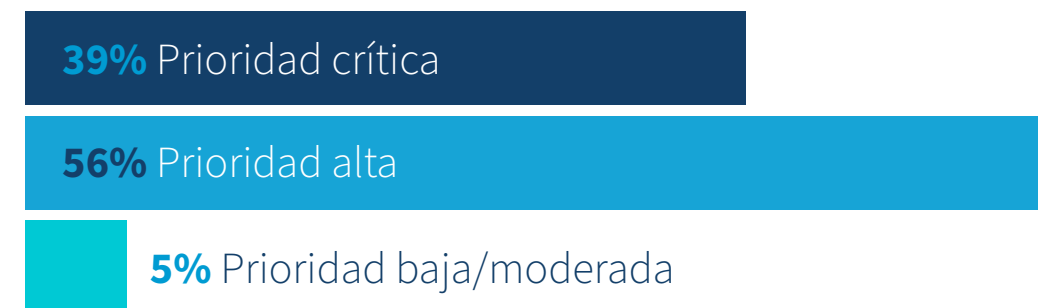 39% Prioridad crítica
56% Prioridad alta
5% Prioridad baja/moderada